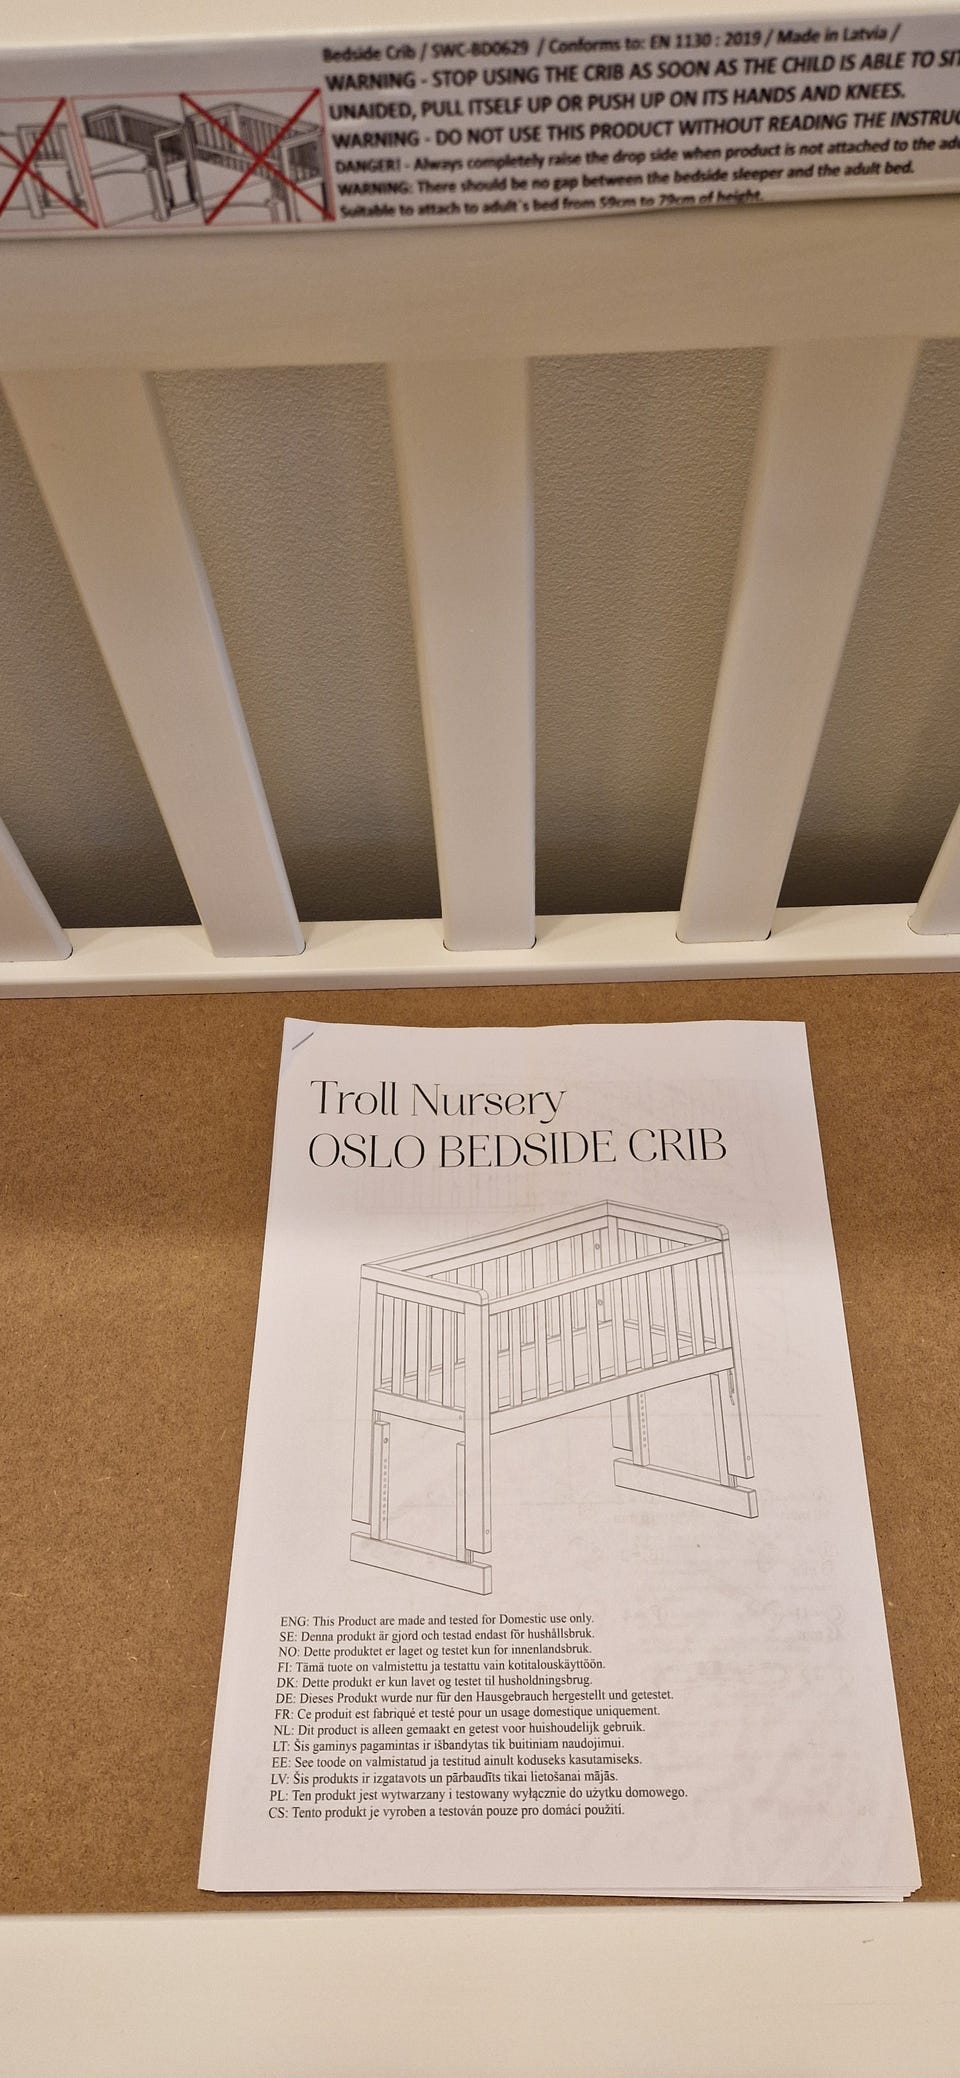 Bedside Crib / SWC-BD0629 / Conforms to: EN 1130 : 2019 / Made in Latvia /
WARNING - STOP USING THE CRIB AS SOON AS THE CHILD IS ABLE TO SIT
UNAIDED, PULL ITSELF UP OR PUSH UP ON ITS HANDS AND KNEES.
WARNING - DO NOT USE THIS PRODUCT WITHOUT READING THE INSTRUC
DANGER! - Always completely raise the drop side when product is not attached to the adu
WARNING: There should be no gap between the bedside sleeper and the adult bed.
Suitable to attach to adult's bed from 59cm to 79cm of height.
Troll Nursery
OSLO BEDSIDE CRIB
ENG: This Product are made and tested for Domestic use only.
SE: Denna produkt är gjord och testad endast för hushållsbruk.
NO: Dette produktet er laget og testet kun for innenlandsbruk.
FI: Tämä tuote on valmistettu ja testattu vain kotitalouskäyttöön.
DK: Dette produkt er kun lavet og testet til husholdningsbrug.
DE: Dieses Produkt wurde nur für den Hausgebrauch hergestellt und getestet.
FR: Ce produit est fabriqué et testé pour un usage domestique uniquement.
NL: Dit product is alleen gemaakt en getest voor huishoudelijk gebruik.
LT: Šis gaminys pagamintas ir išbandytas tik buitiniam naudojimui.
EE: See toode on valmistatud ja testitud ainult koduseks kasutamiseks.
LV: Šis produkts ir izgatavots un pārbaudīts tikai lietošanai mājās.
PL: Ten produkt jest wytwarzany i testowany wyłącznie do użytku domowego.
CS: Tento produkt je vyroben a testován pouze pro domácí použití.